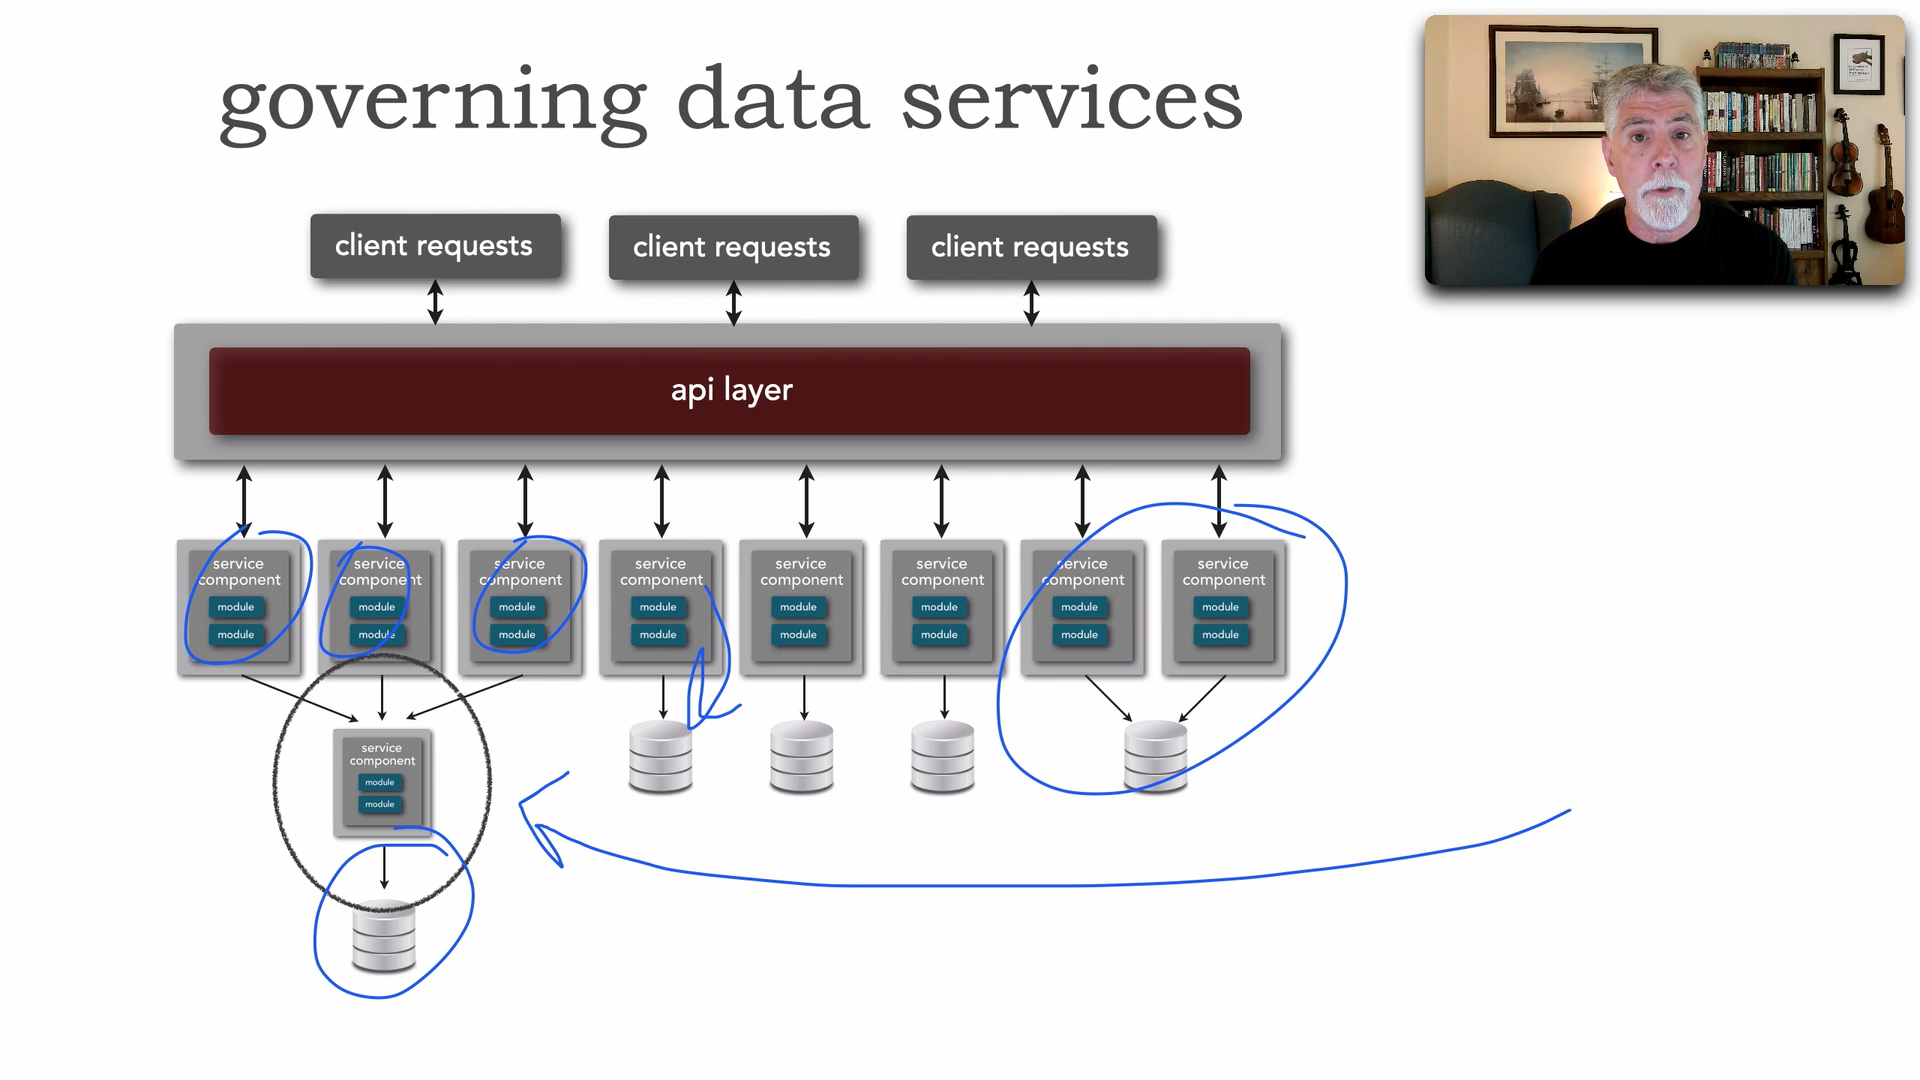 governing data services
client requests
client requests
client requests
api layer
service
component
module
module
service
component
module
module
service
component
module
module
service
component
module
module
service
component
module
module
service
component
module
module
service
component
module
module
service
component
module
module
service
component
module
module